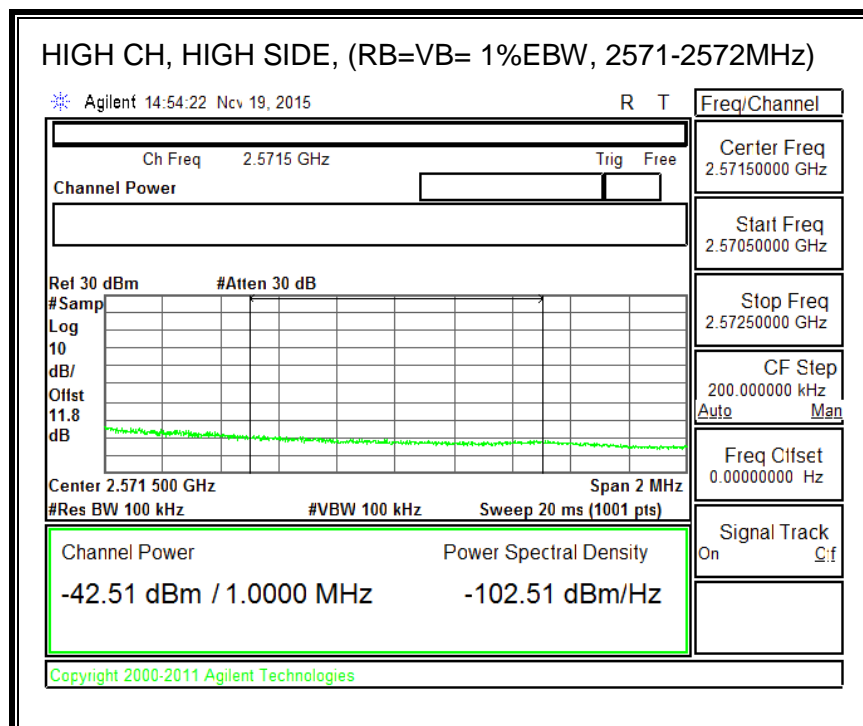 HIGH CH, HIGH SIDE, (RB=VB= 1%EBW, 2571-2572MHz)
Agilent 14:54:22 Nov 19, 2015 R T
Freq/Channel
Ch Freq 2.5715 GHz Trig Free
Channel Power
Center Freq
2.57150000 GHz
Start Freq
2.57050000 GHz
Stop Freq
2.57250000 GHz
CF Step
200.000000 kHz
Auto Man
Freq Offset
0.00000000 Hz
Signal Track
On Off
Ref 30 dBm #Atten 30 dB
#Samp
Log
10
dB/
Offst
11.8
dB
Center 2.571 500 GHz Span 2 MHz
#Res BW 100 kHz #VBW 100 kHz Sweep 20 ms (1001 pts)
Channel Power Power Spectral Density
-42.51 dBm / 1.0000 MHz -102.51 dBm/Hz
Copyright 2000-2011 Agilent Technologies